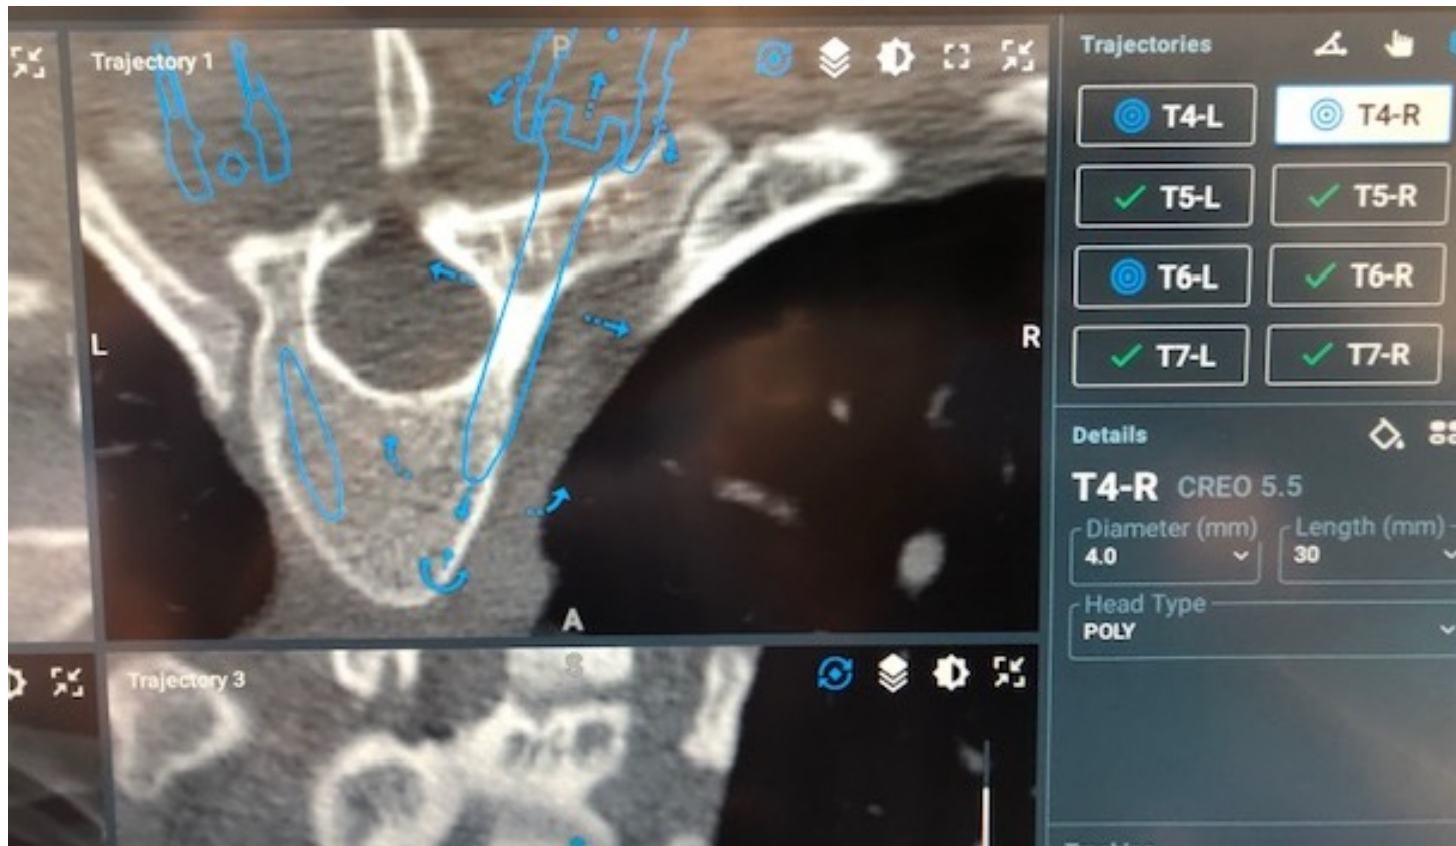 Trajectory 1
P
L
R
A
Trajectory 3
S
Trajectories
T4-L
T4-R
T5-L
T5-R
T6-L
T6-R
T7-L
T7-R
Details
T4-R CREO 5.5
Diameter (mm)
4.0
Length (mm)
30
Head Type
POLY